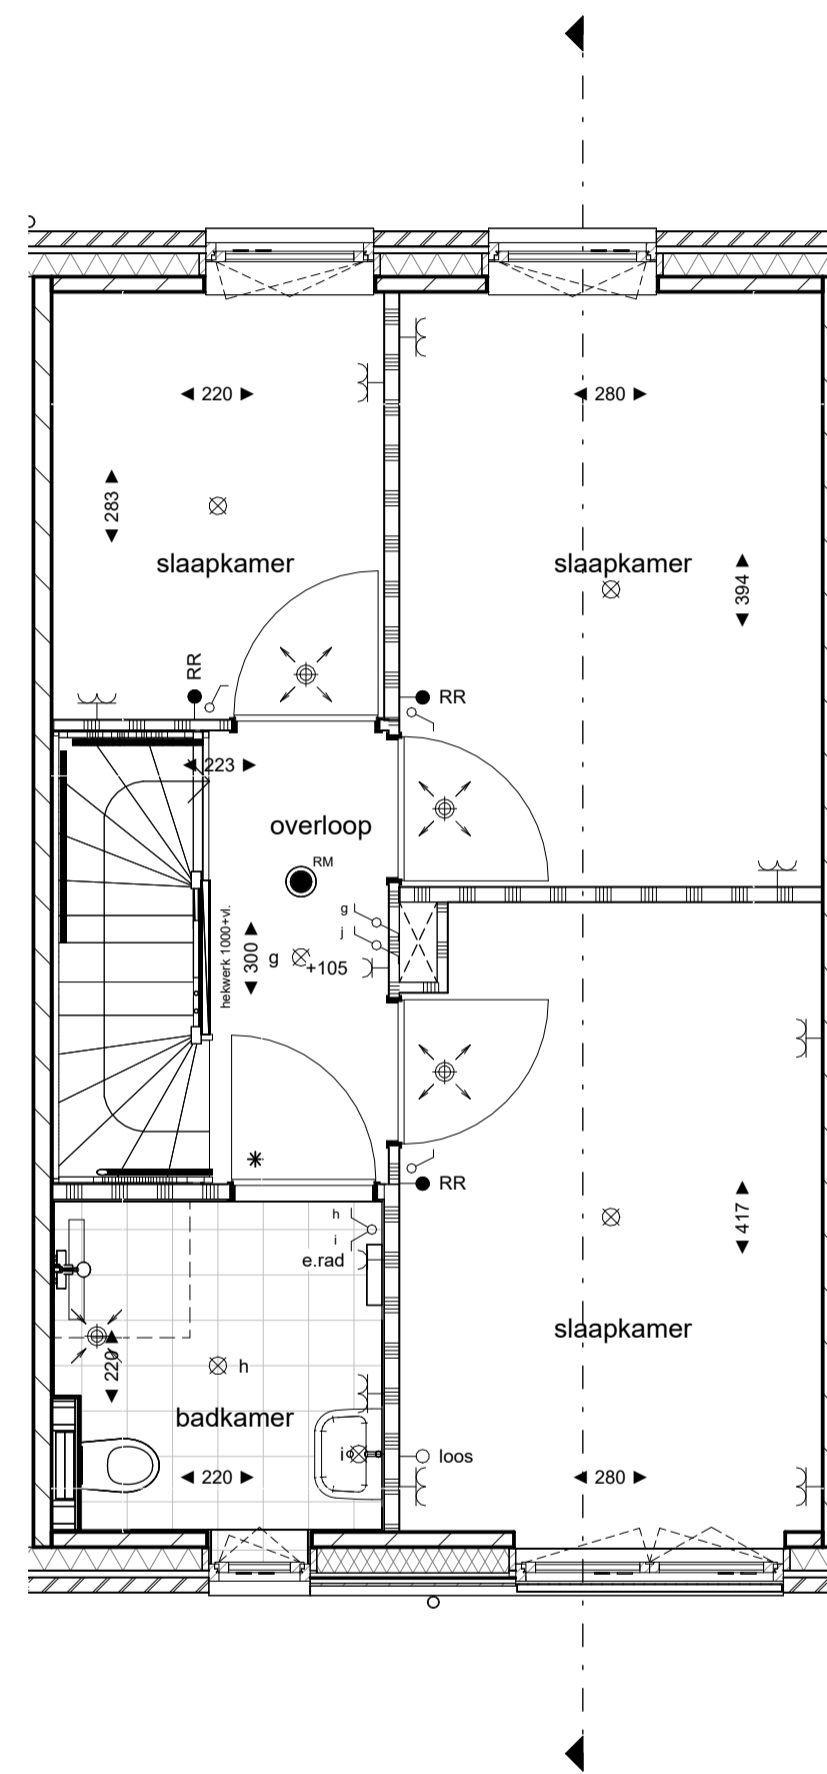 220
280
283
slaapkamer
slaapkamer
394
RR
RR
223
overloop
RM
hekwerk 1000+vl.
300
g
g
j
+105
RR
h
i
e.rad
417
slaapkamer
220
h
badkamer
i
loos
220
280